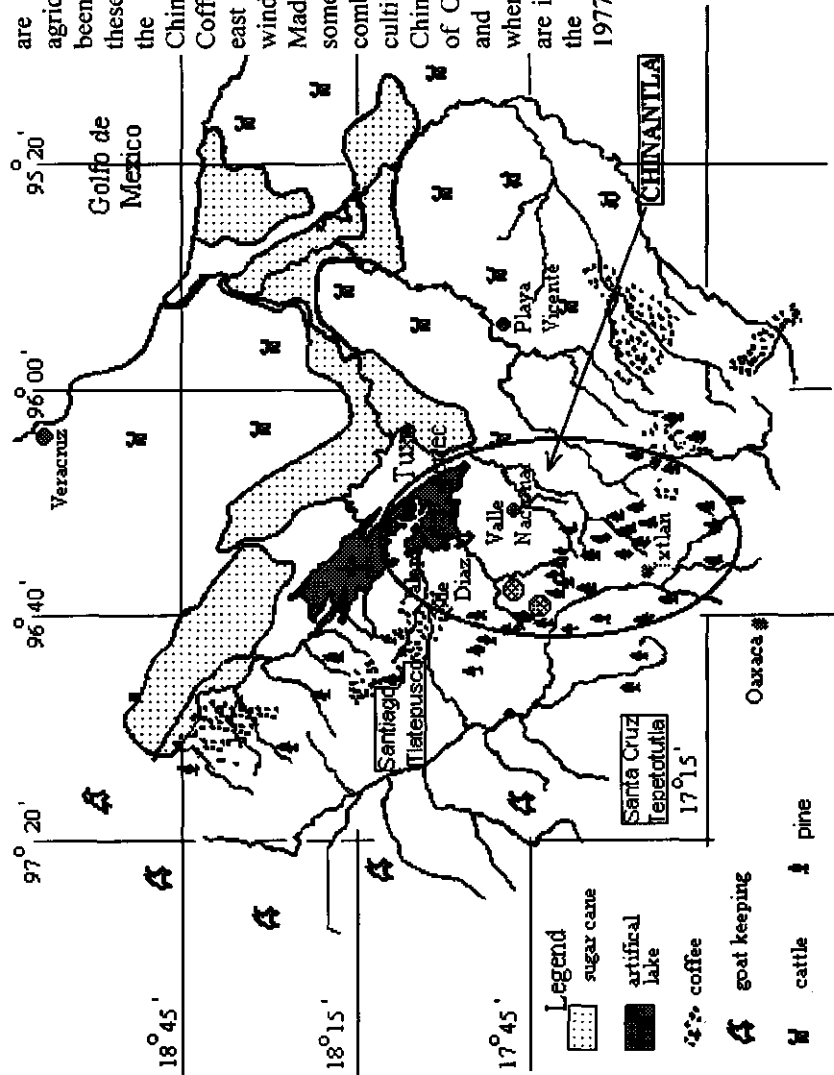 are
agric
been
these
the
Chin
Coff
east
wind
Mad
some
comb
culti
Chin
of C
and
wher
are i
the
1977
97° 20'
96° 40'
96° 00'
95° 20'
18° 45'
18° 15'
17° 45'
17° 15'
Veracruz
Golfo de
Mexico
Santiago
Tlatepusco
de
Diaz
Valle
Nacional
Playa
Vicente
Ixtlan
CHINANTLA
Santa Cruz
Tepetotutla
Oaxaca
Legend
sugar cane
artifical
lake
coffee
goat keeping
cattle
pine